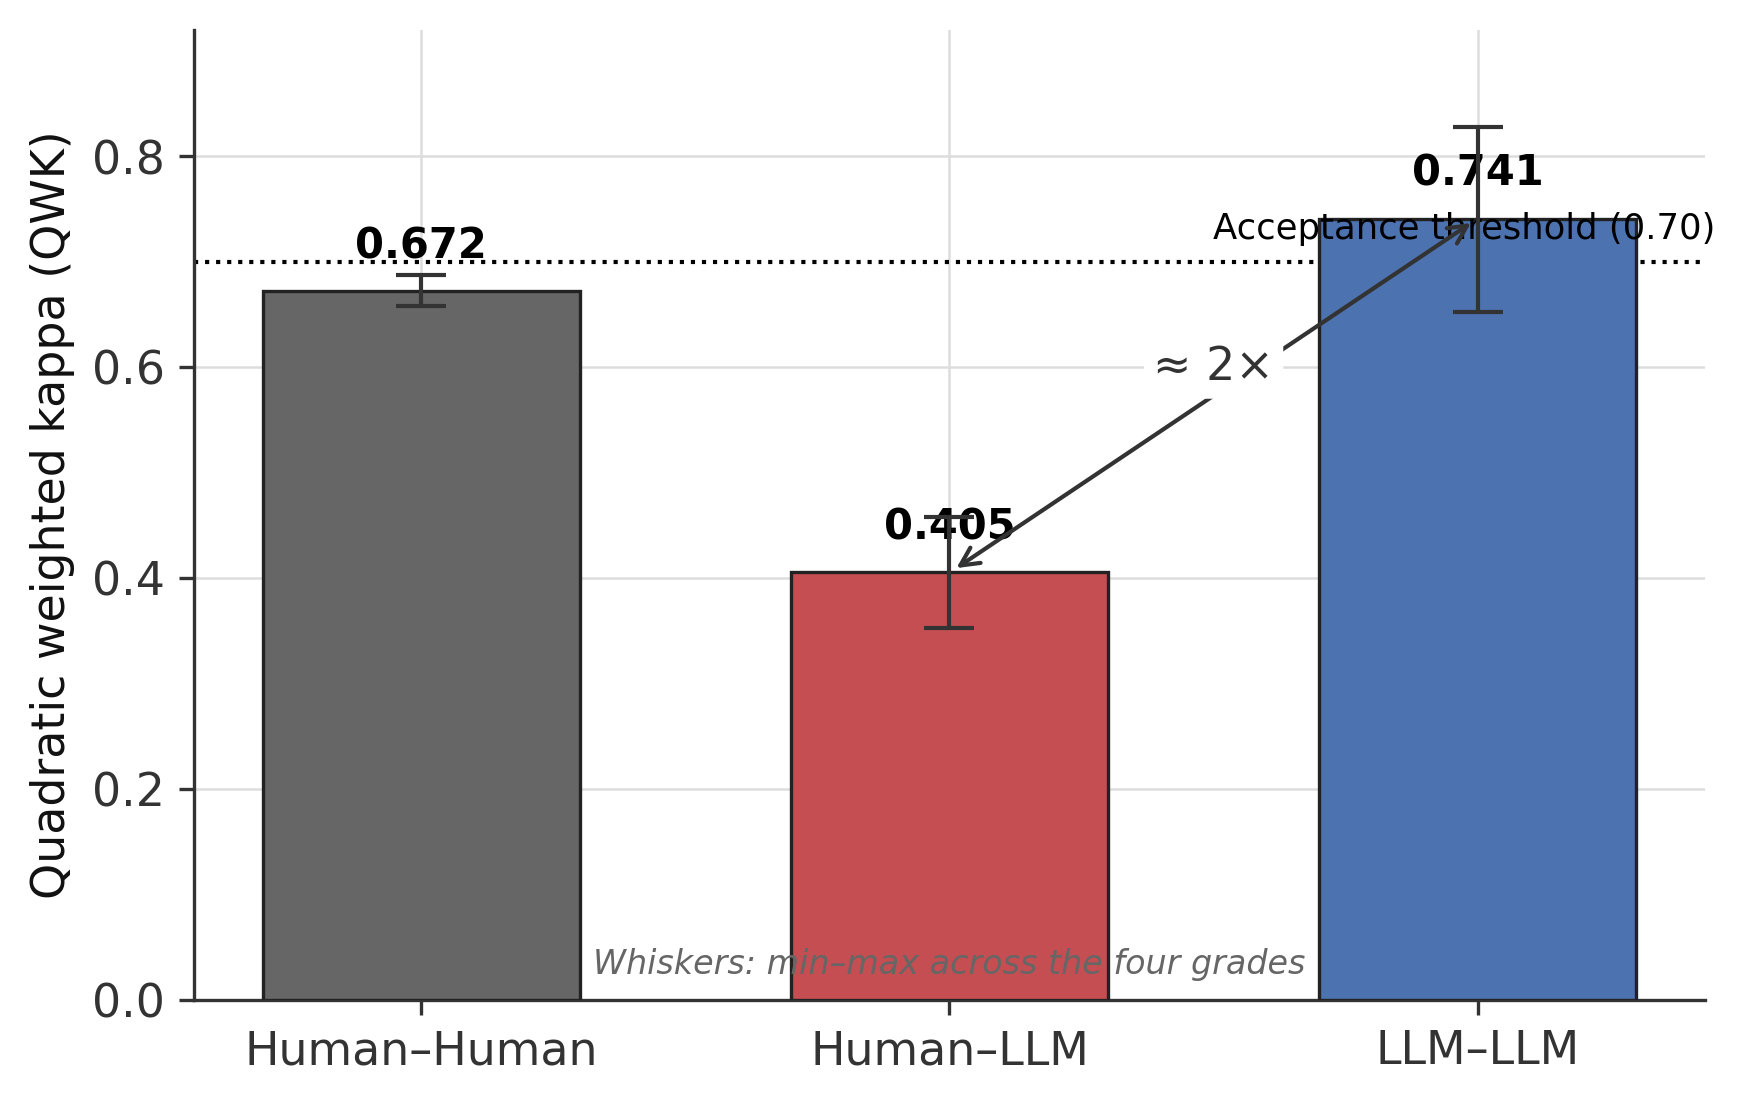 Quadratic weighted kappa (QWK)
0.8
0.6
0.4
0.2
0.0
0.741
Acceptance threshold (0.70)
0.672
≈ 2×
0.405
Whiskers: min–max across the four grades
Human–Human
Human–LLM
LLM–LLM